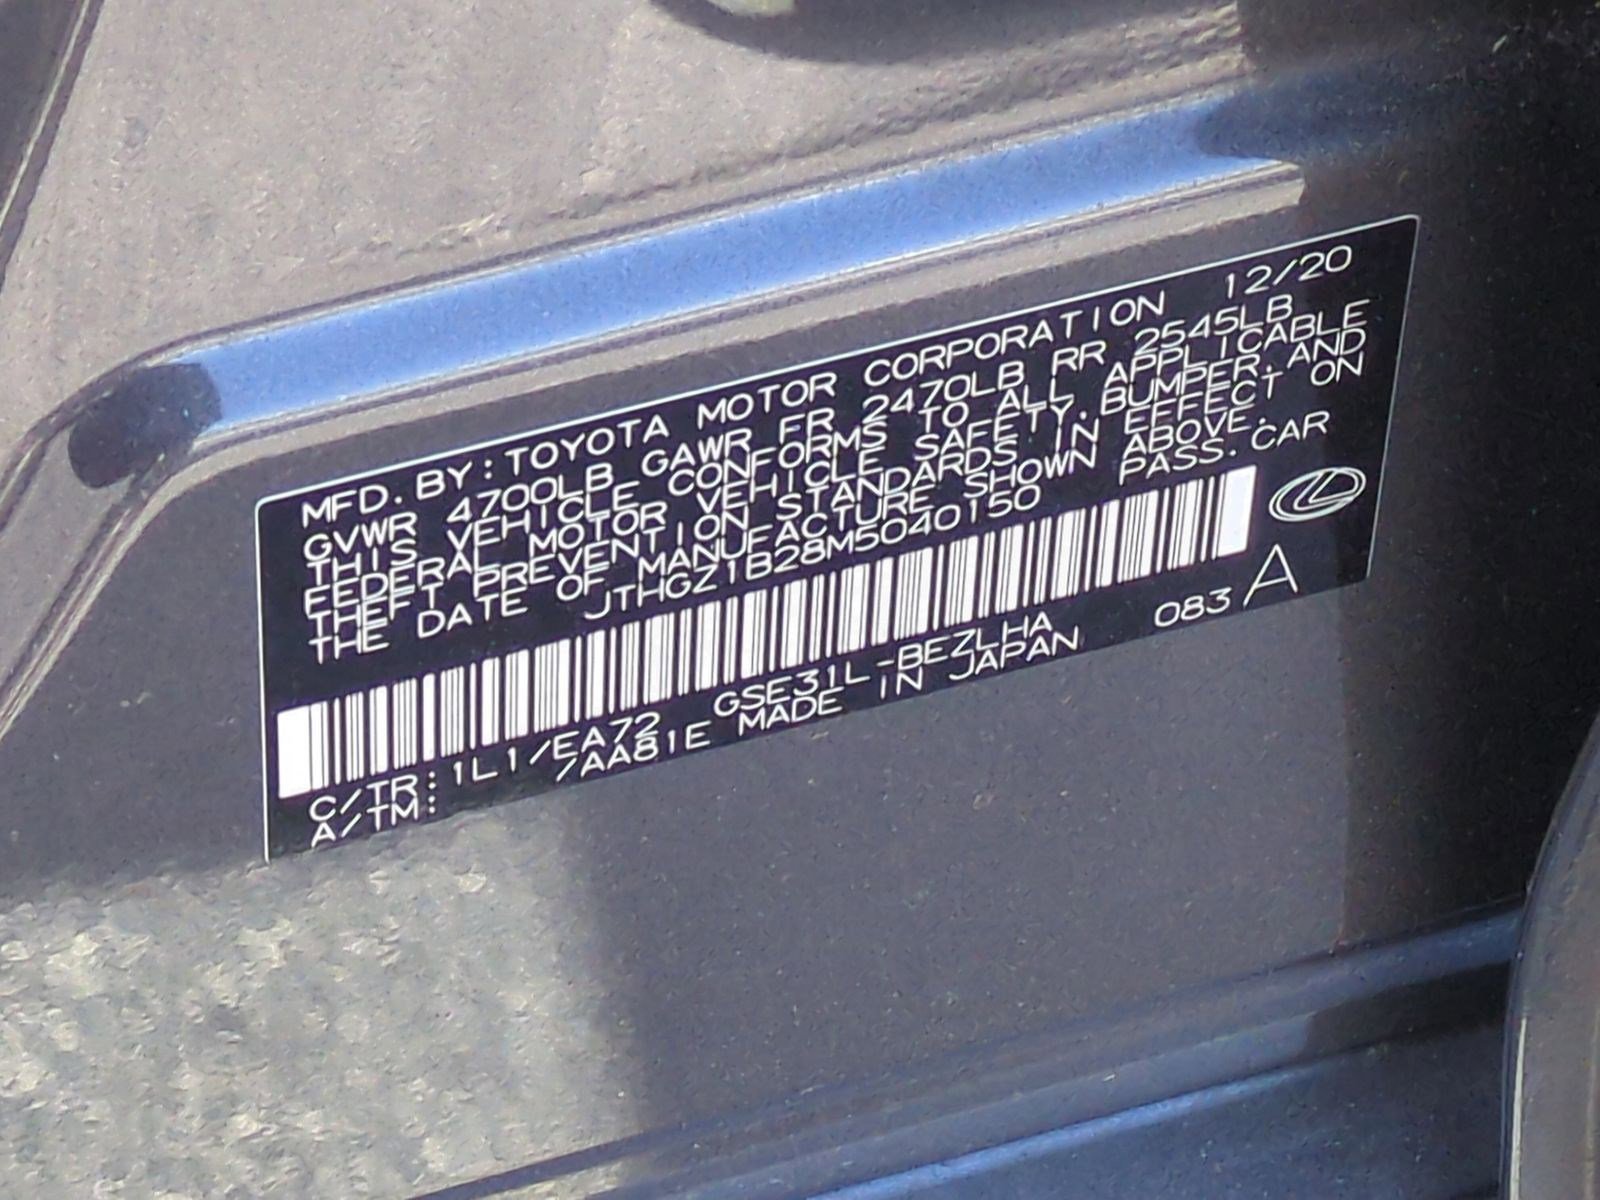 MFD. BY: TOYOTA MOTOR CORPORATION 12/20
GVWR 4700LB GAWR FR 2470LB RR 2545LB
THIS VEHICLE CONFORMS TO ALL APPLICABLE
FEDERAL MOTOR VEHICLE SAFETY, BUMPER, AND
THEFT PREVENTION STANDARDS IN EFFECT ON
THE DATE OF MANUFACTURE SHOWN ABOVE.
JTHGZ1B28M5040150 PASS. CAR
C/TR: 1L1/EA72 GSE31L-BEZLHA 083 A
A/TM: /AA81E MADE IN JAPAN